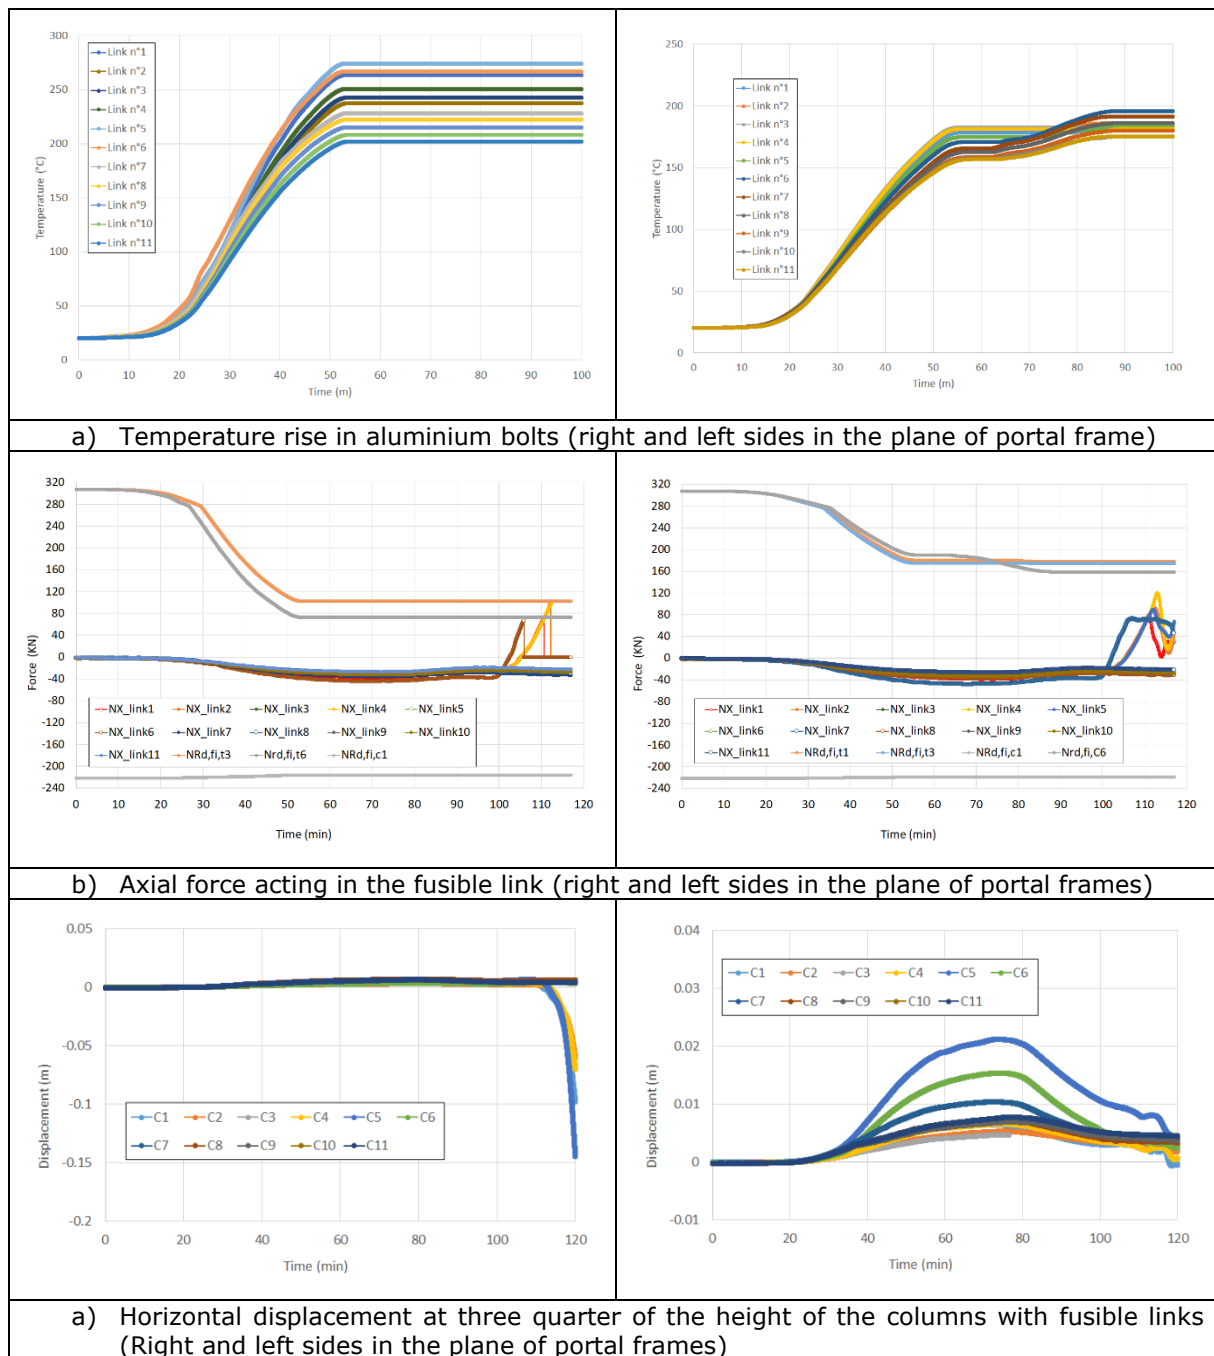 300
250
200
150
100
50
0
Temperature (°C)
Link n°1
Link n°2
Link n°3
Link n°4
Link n°5
Link n°6
Link n°7
Link n°8
Link n°9
Link n°10
Link n°11
0 10 20 30 40 50 60 70 80 90 100
Time (m)
250
200
150
100
50
0
Temperature (°C)
Link n°1
Link n°2
Link n°3
Link n°4
Link n°5
Link n°6
Link n°7
Link n°8
Link n°9
Link n°10
Link n°11
0 10 20 30 40 50 60 70 80 90 100
Time (m)
a) Temperature rise in aluminium bolts (right and left sides in the plane of portal frame)
320
280
240
200
160
120
80
40
0
-40
-80
-120
-160
-200
-240
Force (KN)
NX_link1 NX_link2 NX_link3 NX_link4 NX_link5
NX_link6 NX_link7 NX_link8 NX_link9 NX_link10
NX_link11 NRd,fi,t3 Nrd,fi,t6 NRd,fi,c1
0 10 20 30 40 50 60 70 80 90 100 110 120
Time (min)
320
280
240
200
160
120
80
40
0
-40
-80
-120
-160
-200
-240
Force (KN)
NX_link1 NX_link2 NX_link3 NX_link4 NX_link5
NX_link6 NX_link7 NX_link8 NX_link9 NX_link10
NX_link11 NRd,fi,t1 NRd,fi,t3 NRd,fi,c1 NRd,fi,C6
0 10 20 30 40 50 60 70 80 90 100 110 120
Time (min)
b) Axial force acting in the fusible link (right and left sides in the plane of portal frames)
0.05
0
-0.05
-0.1
-0.15
-0.2
Displacement (m)
C1 C2 C3 C4 C5 C6
C7 C8 C9 C10 C11
0 20 40 60 80 100 120
Time (min)
0.04
0.03
0.02
0.01
0
-0.01
Displacement (m)
C1 C2 C3 C4 C5 C6
C7 C8 C9 C10 C11
0 20 40 60 80 100 120
Time (min)
a) Horizontal displacement at three quarter of the height of the columns with fusible links
(Right and left sides in the plane of portal frames)